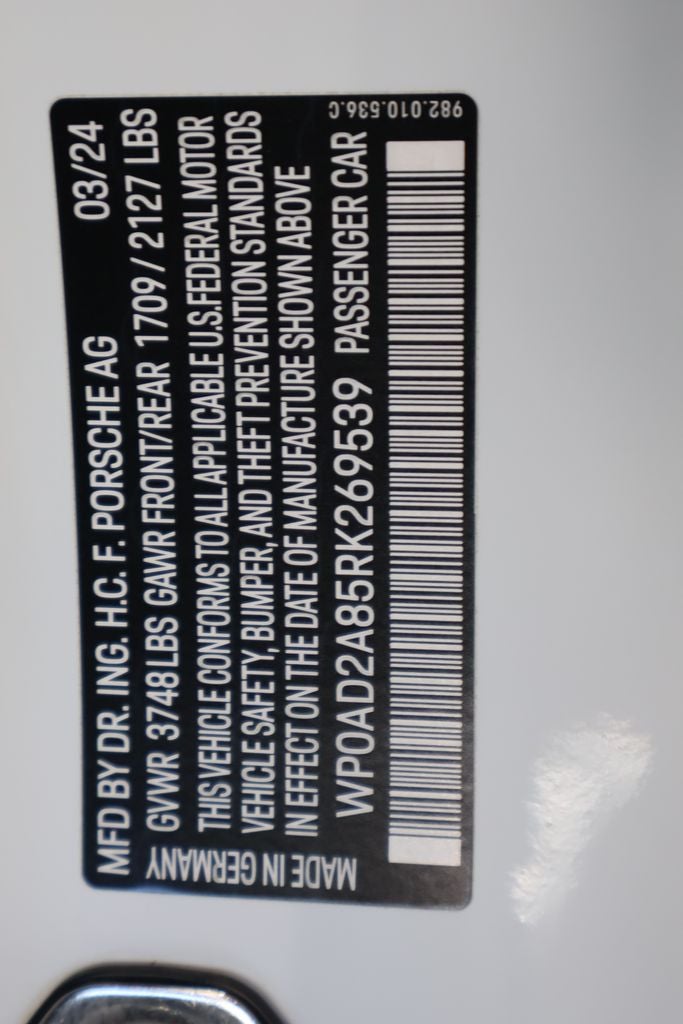 MFD BY DR. ING. H.C. F. PORSCHE AG 03/24
GVWR 3748LBS GAWR FRONT/REAR 1709/2127 LBS
THIS VEHICLE CONFORMS TO ALL APPLICABLE U.S.FEDERAL MOTOR
VEHICLE SAFETY, BUMPER, AND THEFT PREVENTION STANDARDS
IN EFFECT ON THE DATE OF MANUFACTURE SHOWN ABOVE
WP0AD2A85RK269539 PASSENGER CAR
MADE IN GERMANY
982.010.536.C